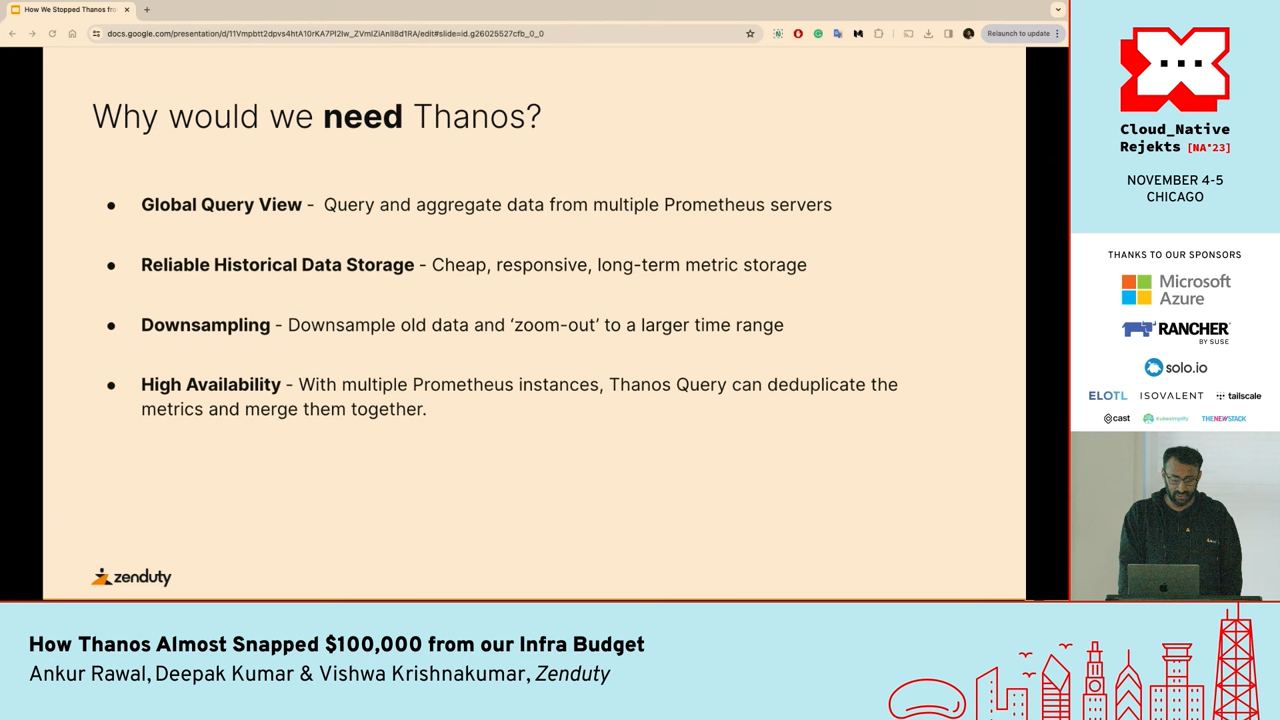 How We Stopped Thanos fro
docs.google.com/presentation/d/11Vmpbtt2dpvs4htA10rKA7Pl2Iw_ZVmIZiAnIl8d1RA/edit#slide=id.g26025527cfb_0_0
Relaunch to update
Why would we need Thanos?
● Global Query View - Query and aggregate data from multiple Prometheus servers
● Reliable Historical Data Storage - Cheap, responsive, long-term metric storage
● Downsampling - Downsample old data and ‘zoom-out’ to a larger time range
● High Availability - With multiple Prometheus instances, Thanos Query can deduplicate the
metrics and merge them together.
zenduty
Cloud_Native
Rejekts [NA'23]
NOVEMBER 4-5
CHICAGO
THANKS TO OUR SPONSORS
Microsoft
Azure
RANCHER
BY SUSE
solo.io
ELOTL ISOVALENT tailscale
cast kubesimplify THENEWSTACK
How Thanos Almost Snapped $100,000 from our Infra Budget
Ankur Rawal, Deepak Kumar & Vishwa Krishnakumar, Zenduty